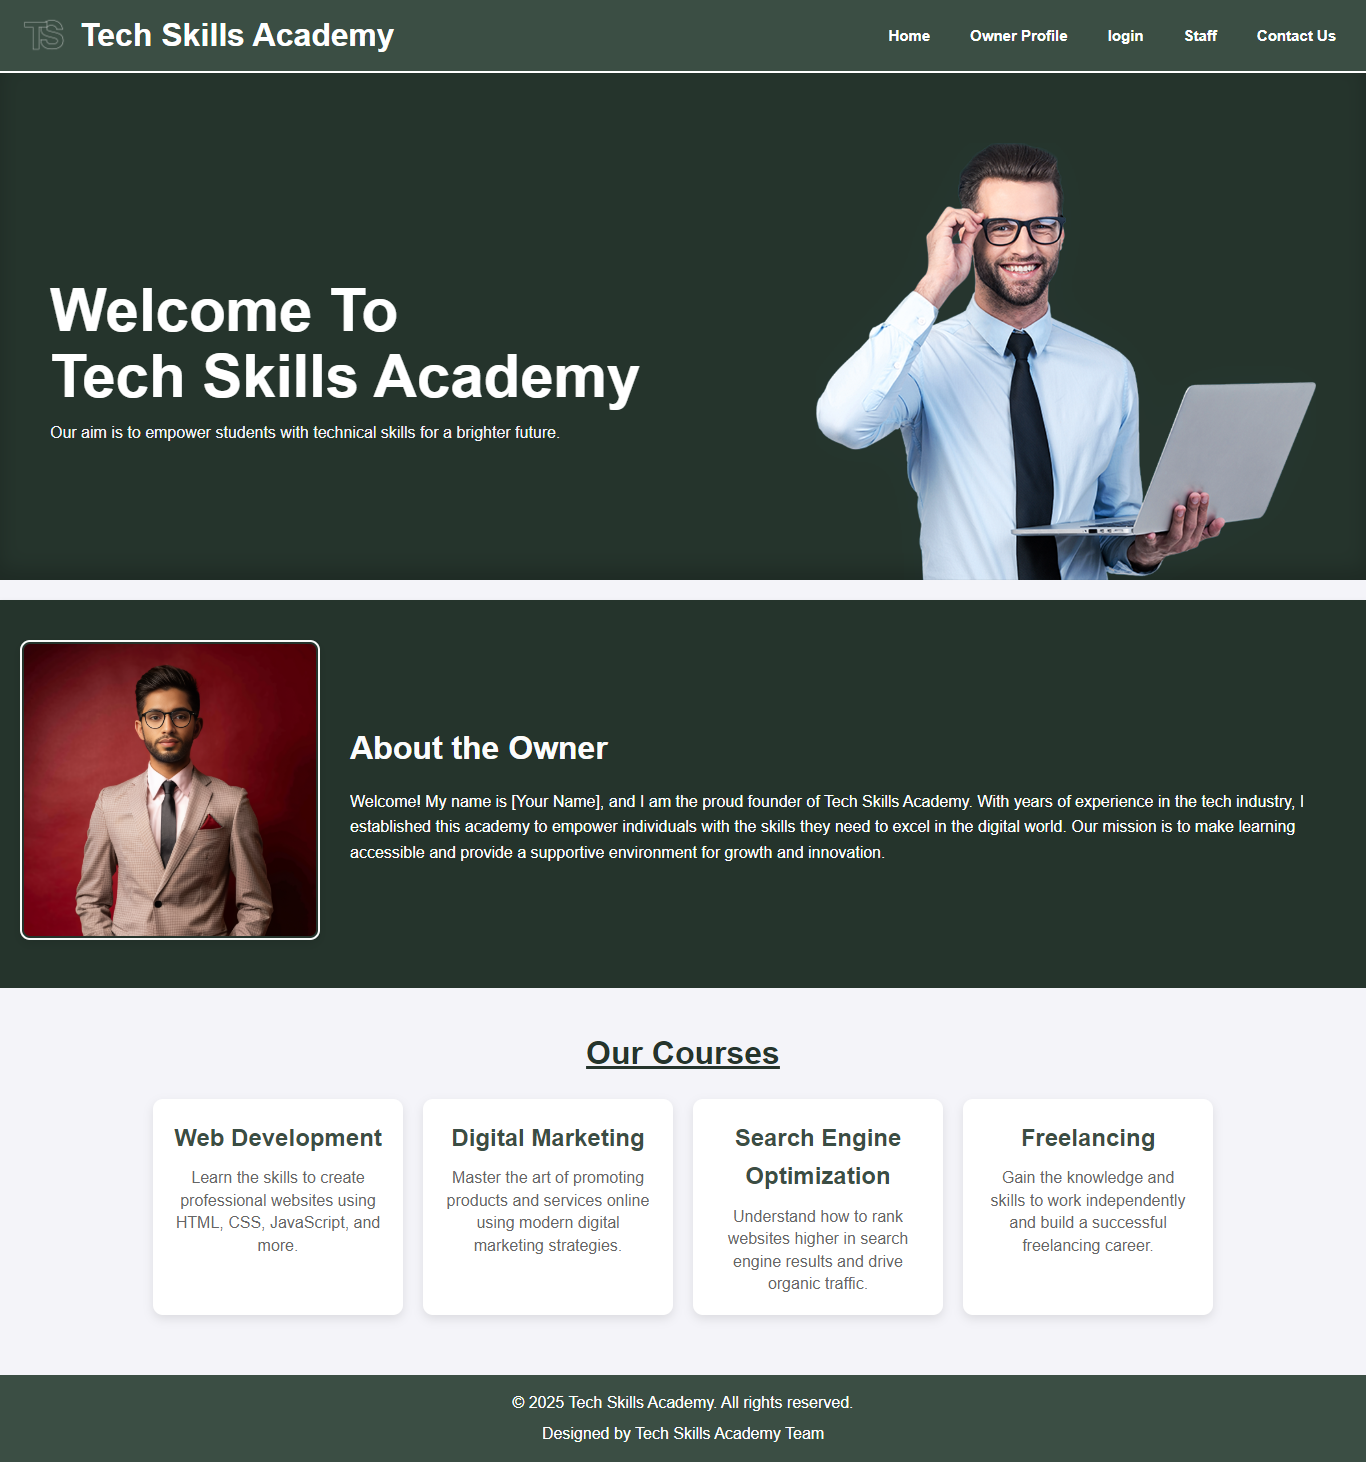 TS Tech Skills Academy
Home Owner Profile login Staff Contact Us
Welcome To
Tech Skills Academy
Our aim is to empower students with technical skills for a brighter future.
About the Owner
Welcome! My name is [Your Name], and I am the proud founder of Tech Skills Academy. With years of experience in the tech industry, I
established this academy to empower individuals with the skills they need to excel in the digital world. Our mission is to make learning
accessible and provide a supportive environment for growth and innovation.
Our Courses
Web Development
Learn the skills to create
professional websites using
HTML, CSS, JavaScript, and
more.
Digital Marketing
Master the art of promoting
products and services online
using modern digital
marketing strategies.
Search Engine
Optimization
Understand how to rank
websites higher in search
engine results and drive
organic traffic.
Freelancing
Gain the knowledge and
skills to work independently
and build a successful
freelancing career.
© 2025 Tech Skills Academy. All rights reserved.
Designed by Tech Skills Academy Team